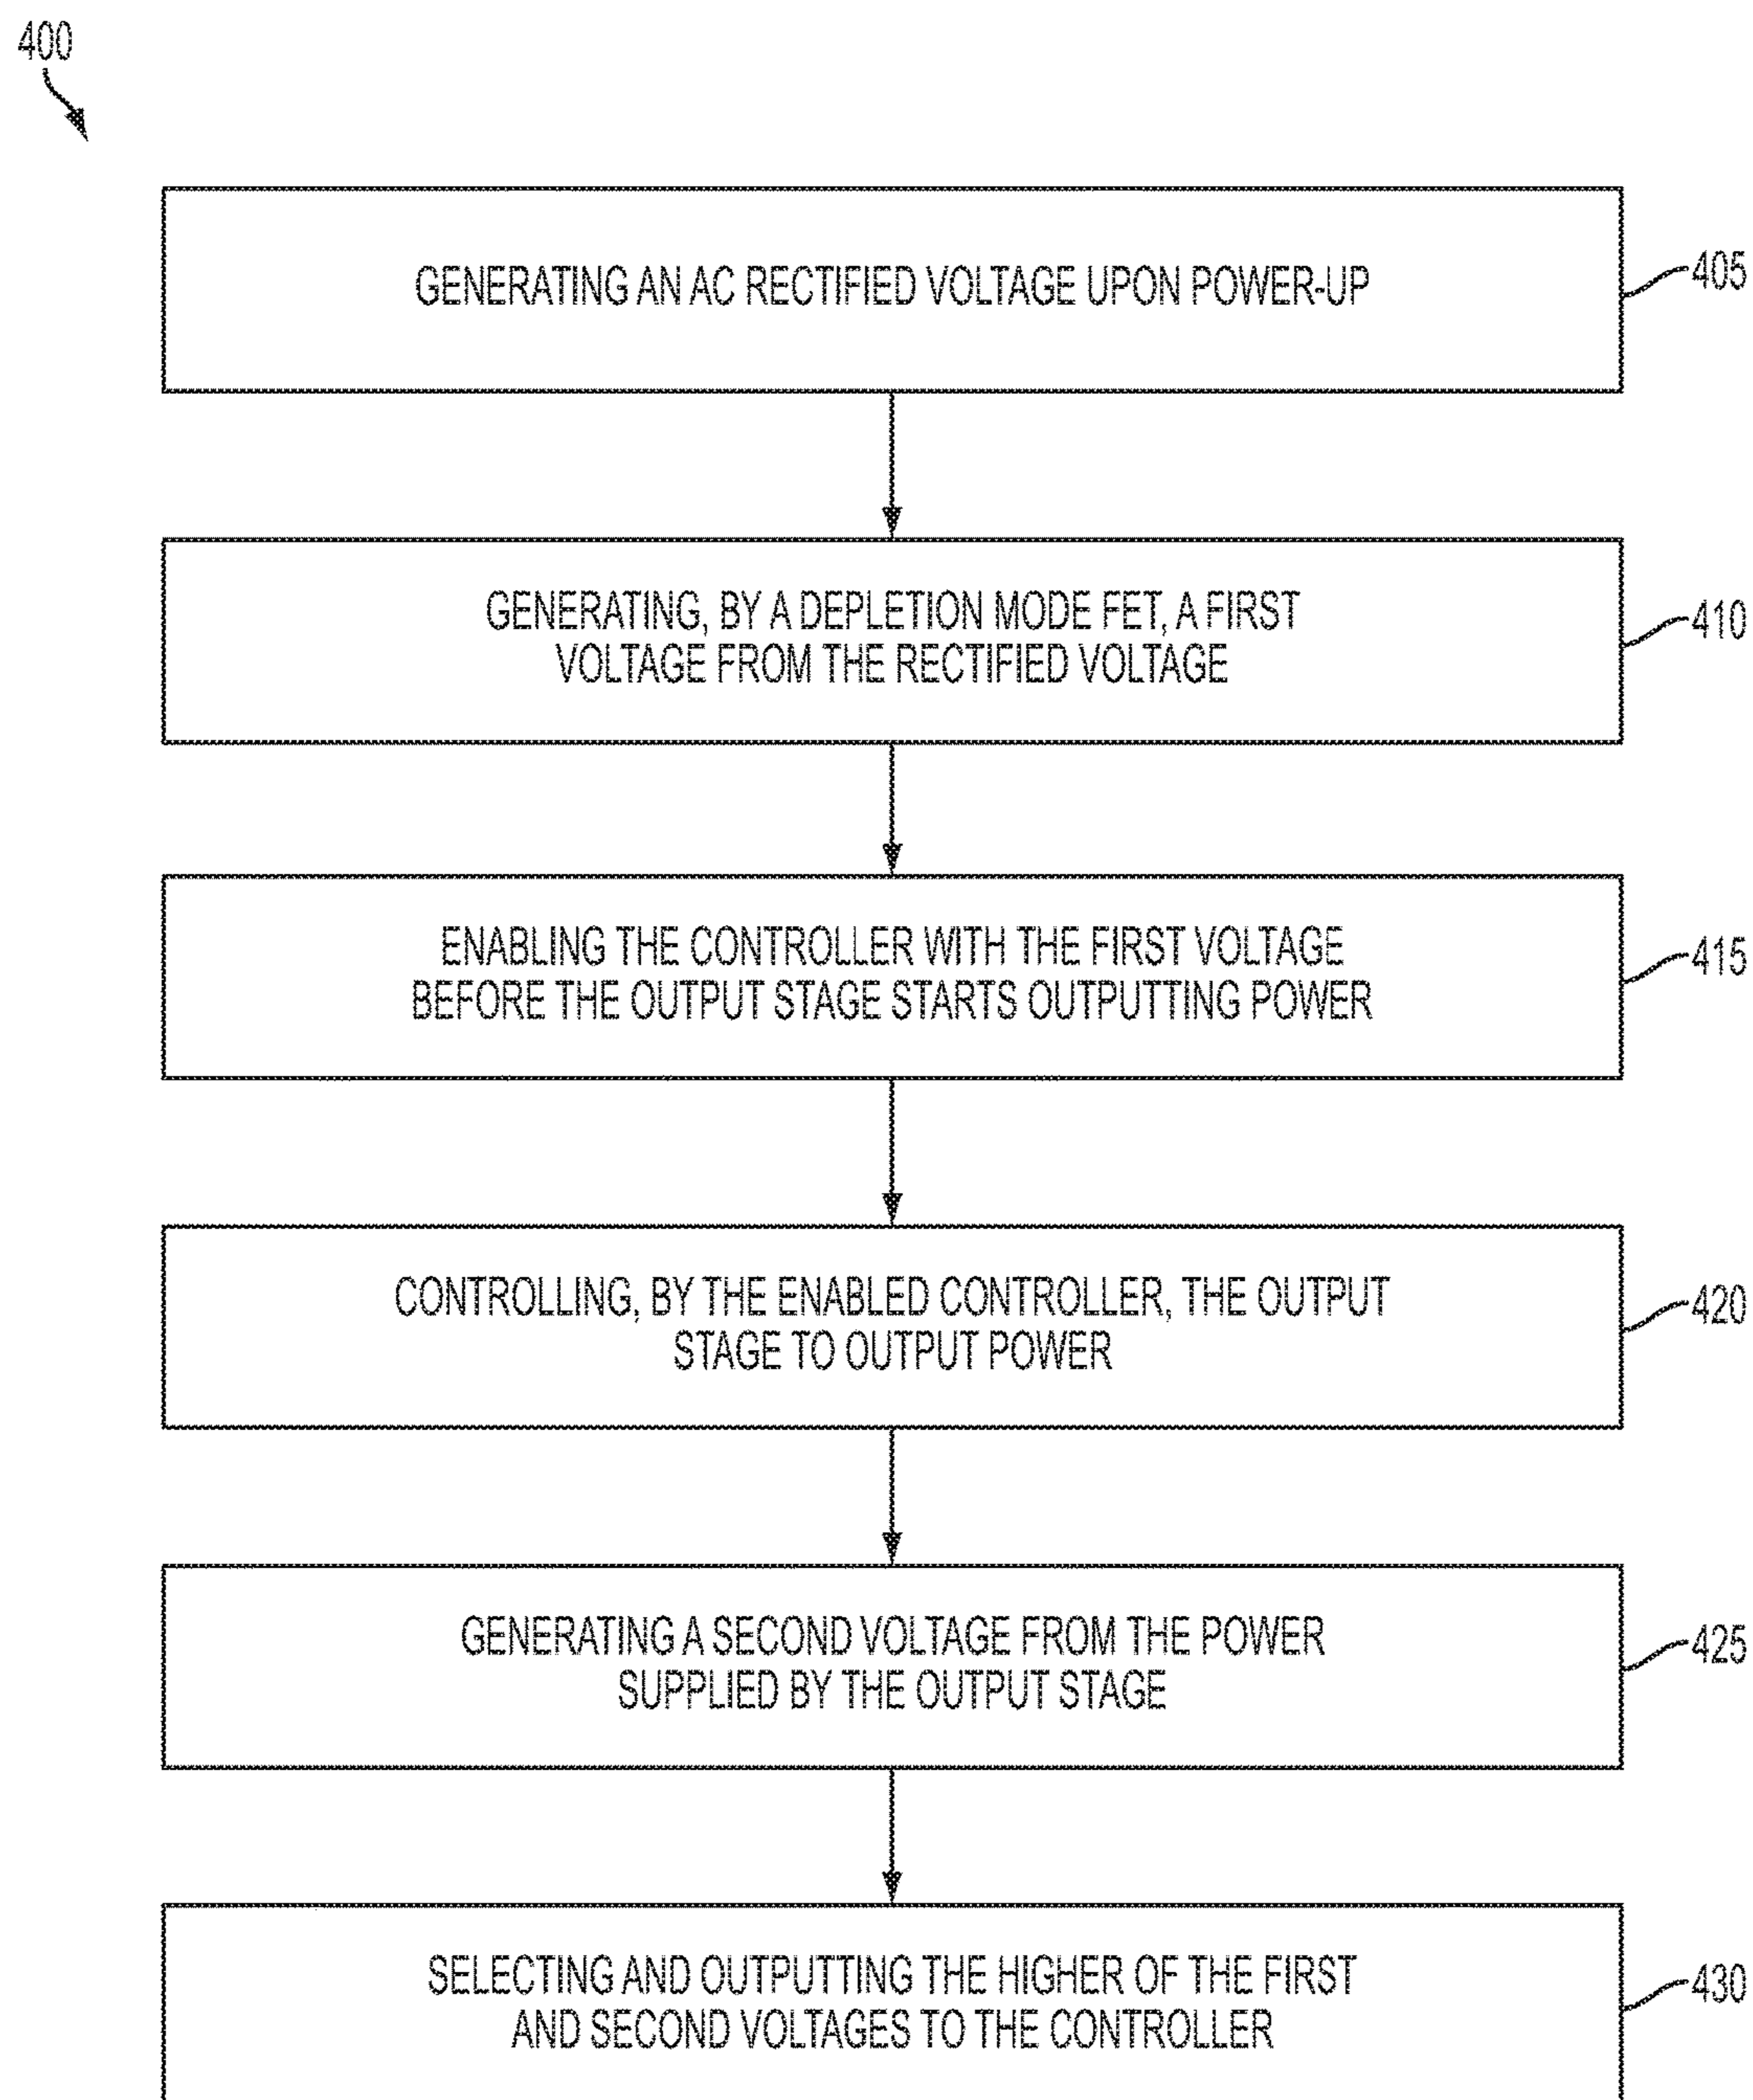 400
GENERATING AN AC RECTIFIED VOLTAGE UPON POWER-UP
405
GENERATING, BY A DEPLETION MODE FET, A FIRST
VOLTAGE FROM THE RECTIFIED VOLTAGE
410
ENABLING THE CONTROLLER WITH THE FIRST VOLTAGE
BEFORE THE OUTPUT STAGE STARTS OUTPUTTING POWER
415
CONTROLLING, BY THE ENABLED CONTROLLER, THE OUTPUT
STAGE TO OUTPUT POWER
420
GENERATING A SECOND VOLTAGE FROM THE POWER
SUPPLIED BY THE OUTPUT STAGE
425
SELECTING AND OUTPUTTING THE HIGHER OF THE FIRST
AND SECOND VOLTAGES TO THE CONTROLLER
430